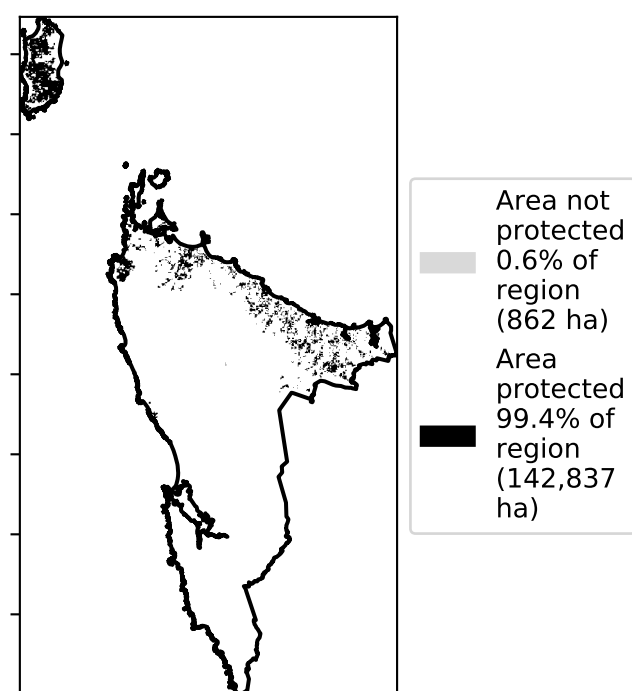 Area not
protected
0.6% of
region
(862 ha)
Area
protected
99.4% of
region
(142,837
ha)